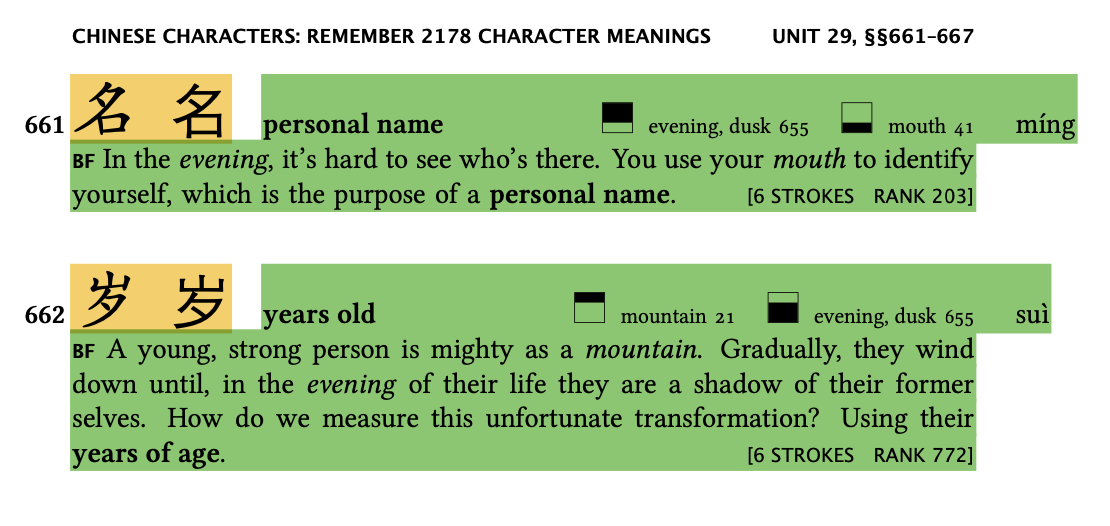 CHINESE CHARACTERS: REMEMBER 2178 CHARACTER MEANINGS UNIT 29, §§661–667
661 名 名 personal name evening, dusk 655 mouth 41 míng
BF In the evening, it’s hard to see who’s there. You use your mouth to identify
yourself, which is the purpose of a personal name. [6 STROKES RANK 203]
662 岁 岁 years old mountain 21 evening, dusk 655 suì
BF A young, strong person is mighty as a mountain. Gradually, they wind
down until, in the evening of their life they are a shadow of their former
selves. How do we measure this unfortunate transformation? Using their
years of age. [6 STROKES RANK 772]